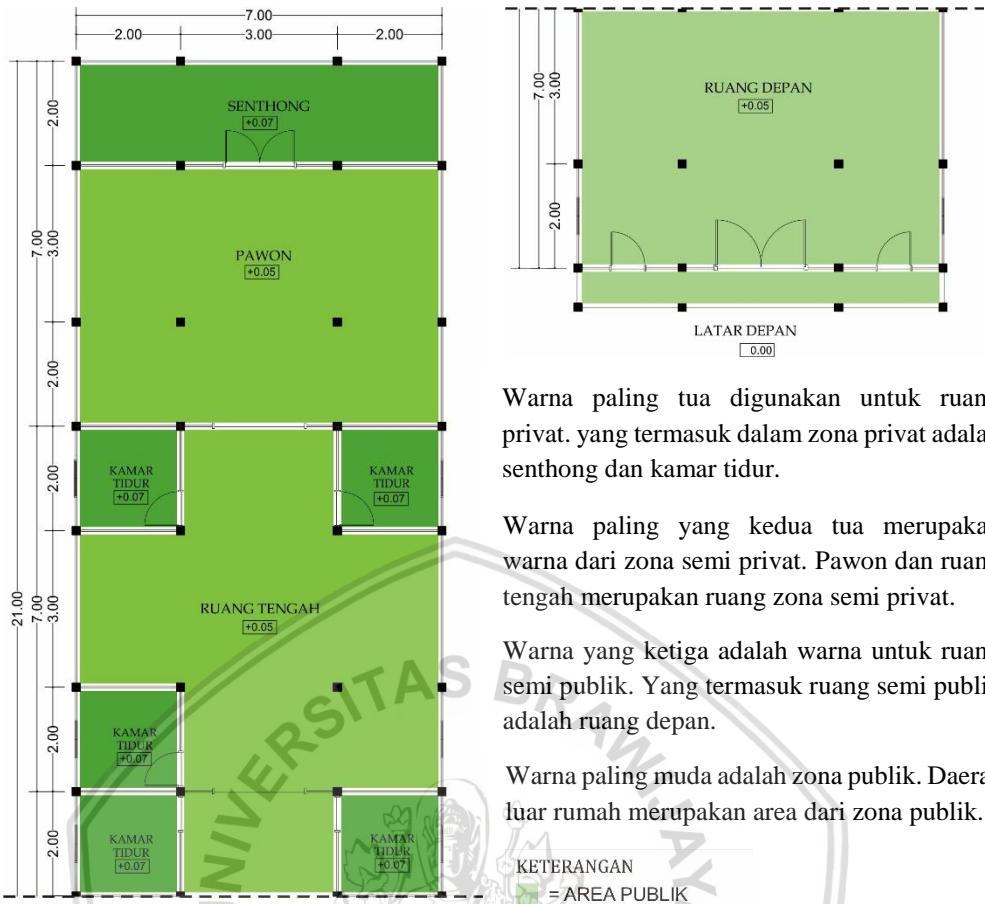 7.00
2.00
3.00
2.00
2.00
7.00
3.00
2.00
2.00
21.00
7.00
3.00
2.00
2.00
SENTHONG
+0.07
PAWON
+0.05
KAMAR
TIDUR
+0.07
KAMAR
TIDUR
+0.07
RUANG TENGAH
+0.05
KAMAR
TIDUR
+0.07
KAMAR
TIDUR
+0.07
KAMAR
TIDUR
+0.07
7.00
3.00
2.00
RUANG DEPAN
+0.05
LATAR DEPAN
0.00
Warna paling tua digunakan untuk ruan
privat. yang termasuk dalam zona privat adala
senthong dan kamar tidur.
Warna paling yang kedua tua merupaka
warna dari zona semi privat. Pawon dan ruan
tengah merupakan ruang zona semi privat.
Warna yang ketiga adalah warna untuk ruan
semi publik. Yang termasuk ruang semi publi
adalah ruang depan.
Warna paling muda adalah zona publik. Daera
luar rumah merupakan area dari zona publik.
KETERANGAN
= AREA PUBLIK
UNIVERSITAS BRAWIJAY